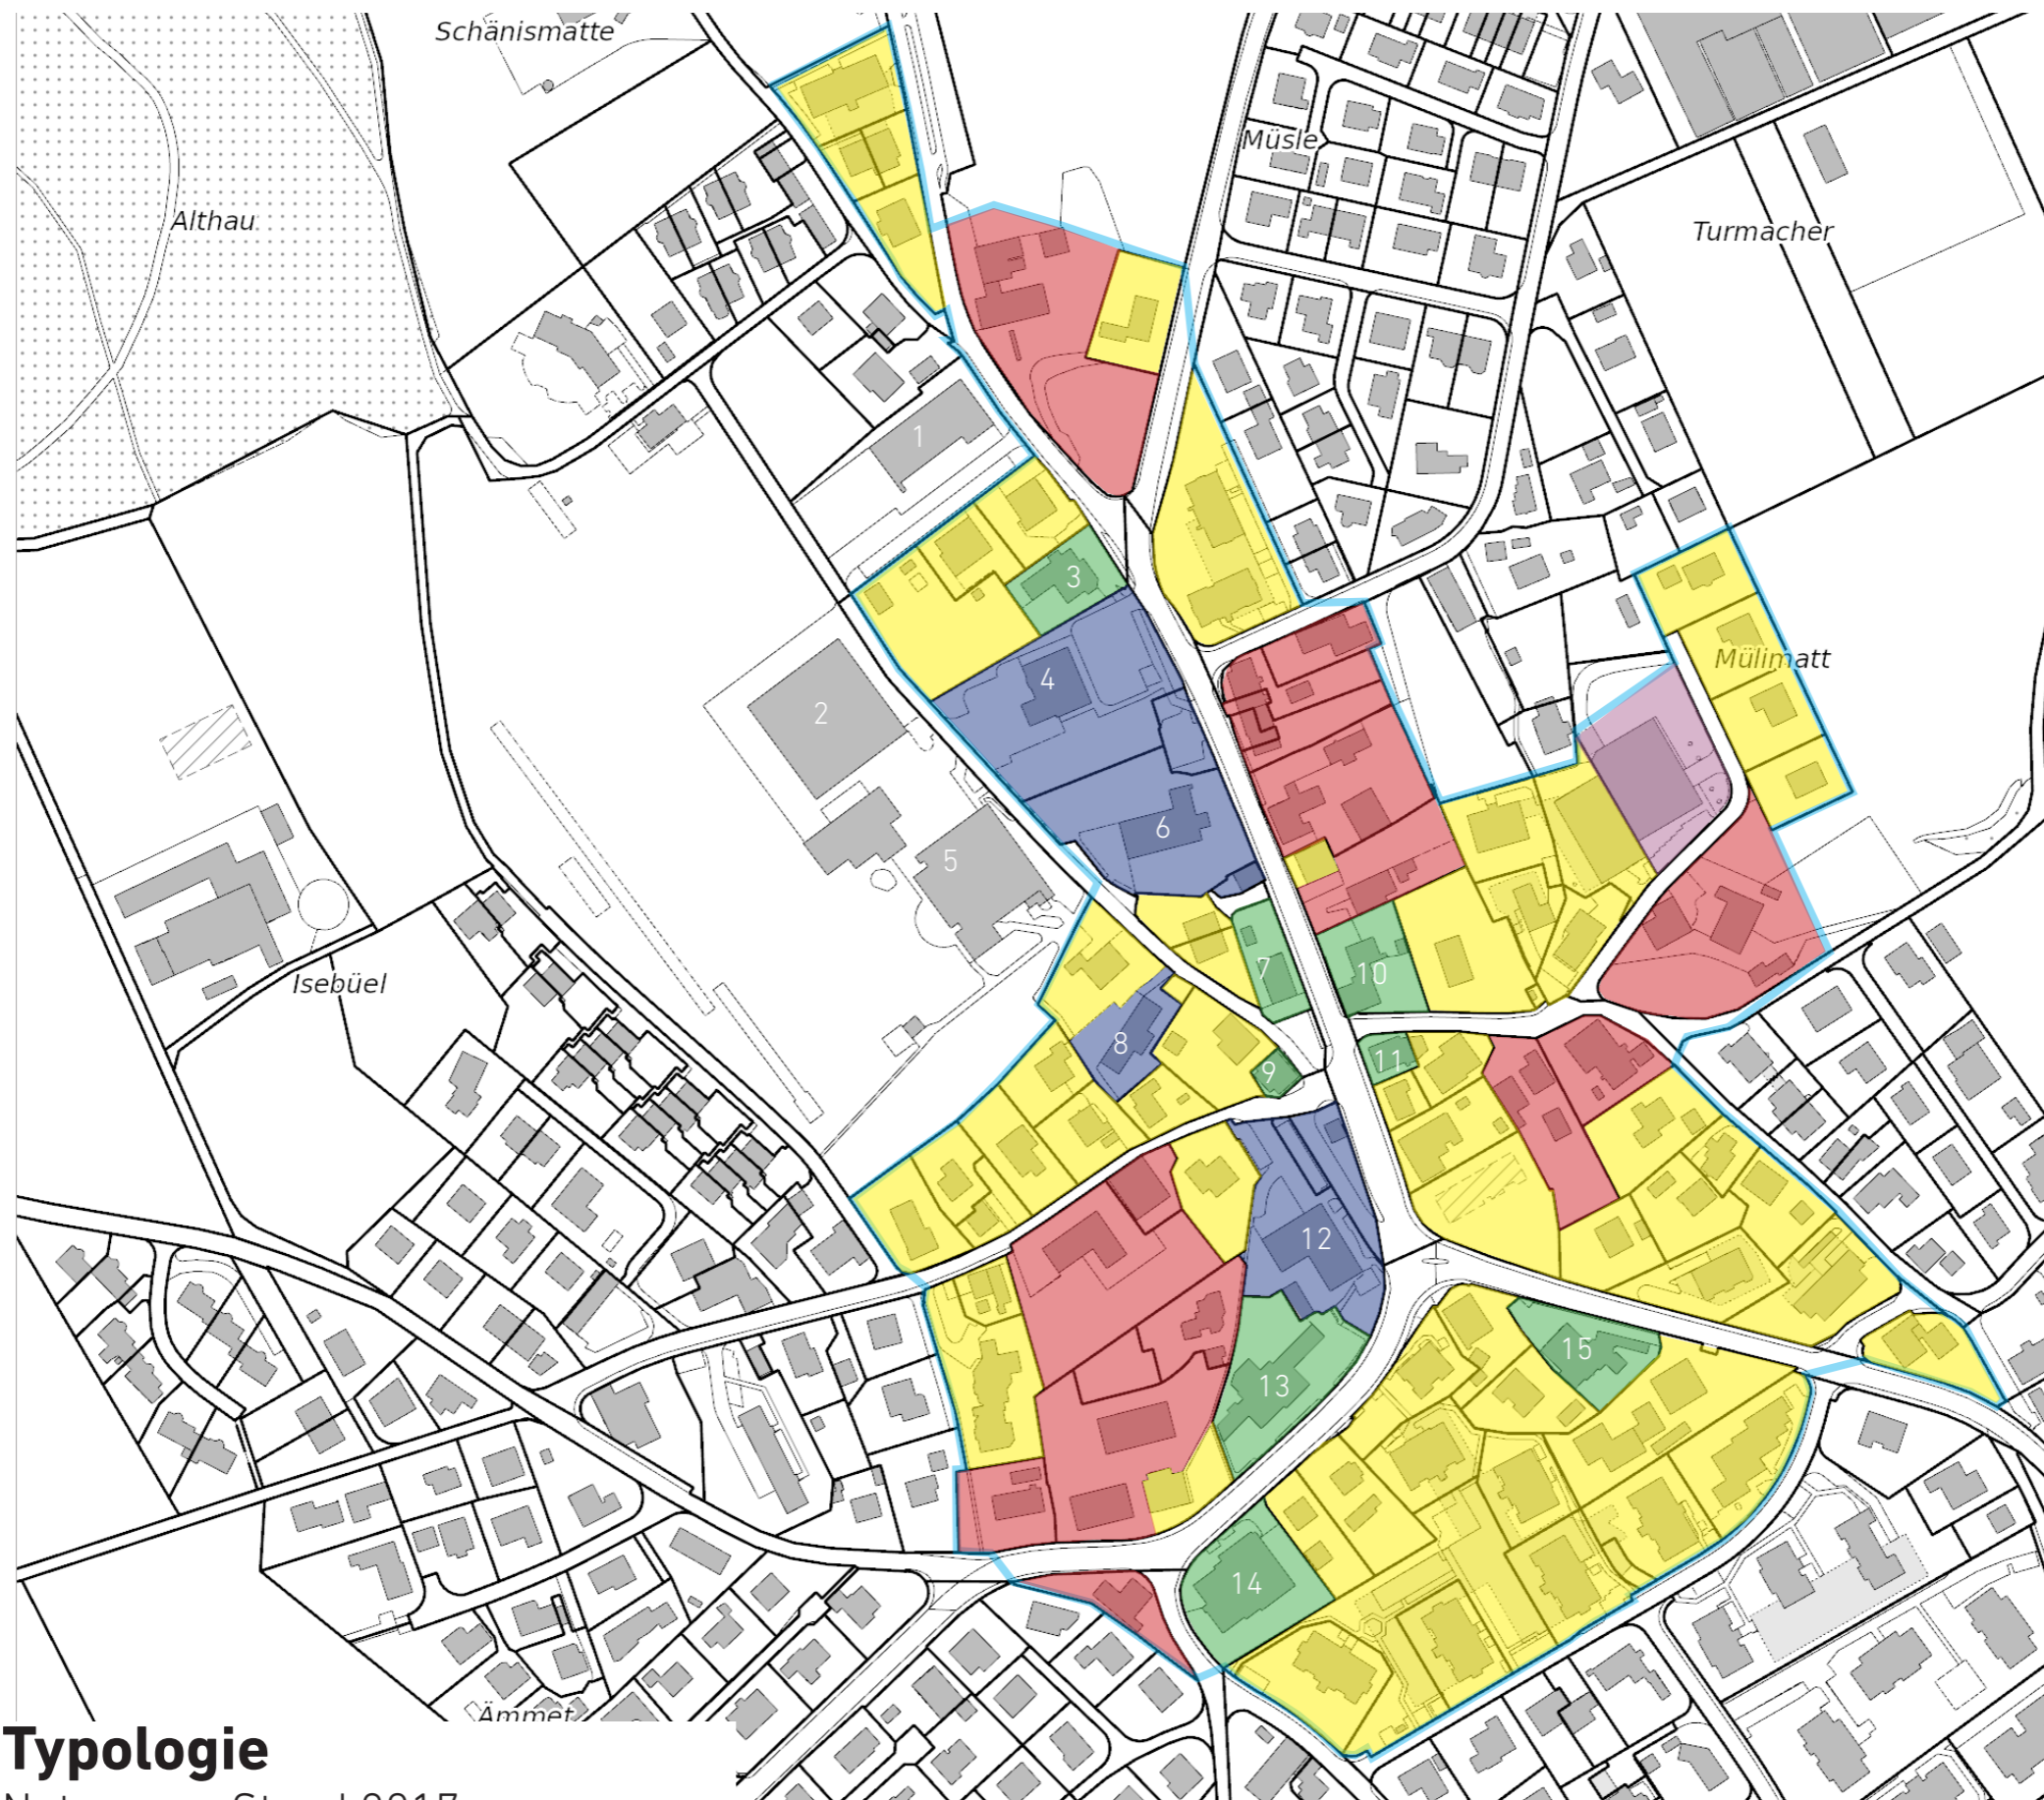 Schänismatte
Müsle
Althau
Turmacher
1
3
Mülimatt
4
2
6
5
7
10
Isebüel
8
11
9
12
15
13
14
Ämmet
Typologie